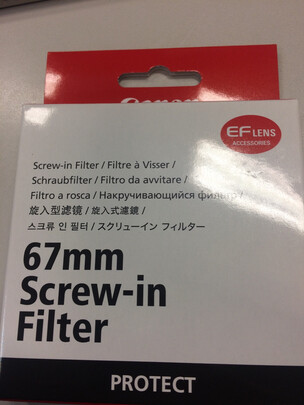 Canon
EF LENS
ACCESSORIES
Screw-in Filter / Filtre à Visser /
Schraubfilter / Filtro da avvitare /
Filtro a rosca / Накручивающийся фильтр /
旋入型滤镜 / 旋入式濾鏡 /
스크류 인 필터 / スクリューイン フィルター
67mm
Screw-in
Filter
PROTECT